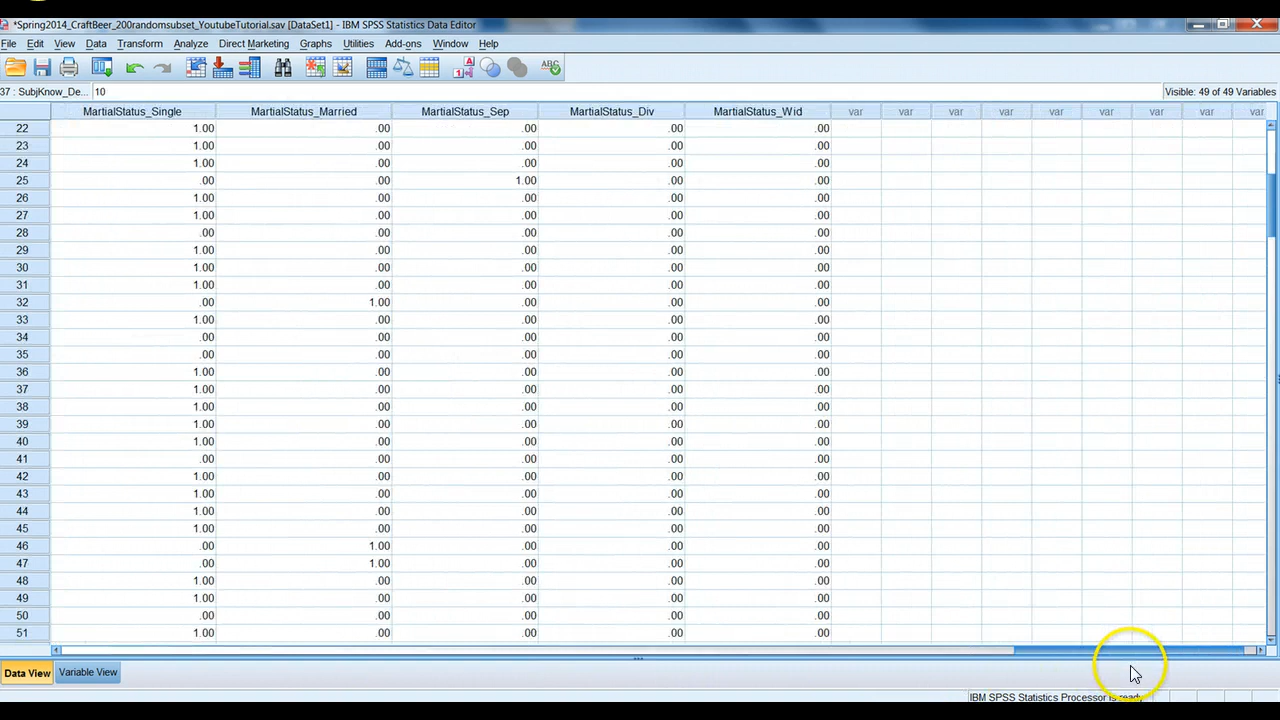 *Spring2014_CraftBeer_200randomsubset_YoutubeTutorial.sav [DataSet1] - IBM SPSS Statistics Data Editor
File Edit View Data Transform Analyze Direct Marketing Graphs Utilities Add-ons Window Help
37 : SubjKnow_De... 10 Visible: 49 of 49 Variables
MartialStatus_Single MartialStatus_Married MartialStatus_Sep MartialStatus_Div MartialStatus_Wid var var var var var var var var var
22 1.00 .00 .00 .00 .00
23 1.00 .00 .00 .00 .00
24 1.00 .00 .00 .00 .00
25 .00 .00 1.00 .00 .00
26 1.00 .00 .00 .00 .00
27 1.00 .00 .00 .00 .00
28 .00 .00 .00 .00 .00
29 1.00 .00 .00 .00 .00
30 1.00 .00 .00 .00 .00
31 1.00 .00 .00 .00 .00
32 .00 1.00 .00 .00 .00
33 1.00 .00 .00 .00 .00
34 .00 .00 .00 .00 .00
35 .00 .00 .00 .00 .00
36 1.00 .00 .00 .00 .00
37 1.00 .00 .00 .00 .00
38 1.00 .00 .00 .00 .00
39 1.00 .00 .00 .00 .00
40 1.00 .00 .00 .00 .00
41 .00 .00 .00 .00 .00
42 1.00 .00 .00 .00 .00
43 1.00 .00 .00 .00 .00
44 1.00 .00 .00 .00 .00
45 1.00 .00 .00 .00 .00
46 .00 1.00 .00 .00 .00
47 .00 1.00 .00 .00 .00
48 1.00 .00 .00 .00 .00
49 1.00 .00 .00 .00 .00
50 .00 .00 .00 .00 .00
51 1.00 .00 .00 .00 .00
Data View Variable View
IBM SPSS Statistics Processor is ready